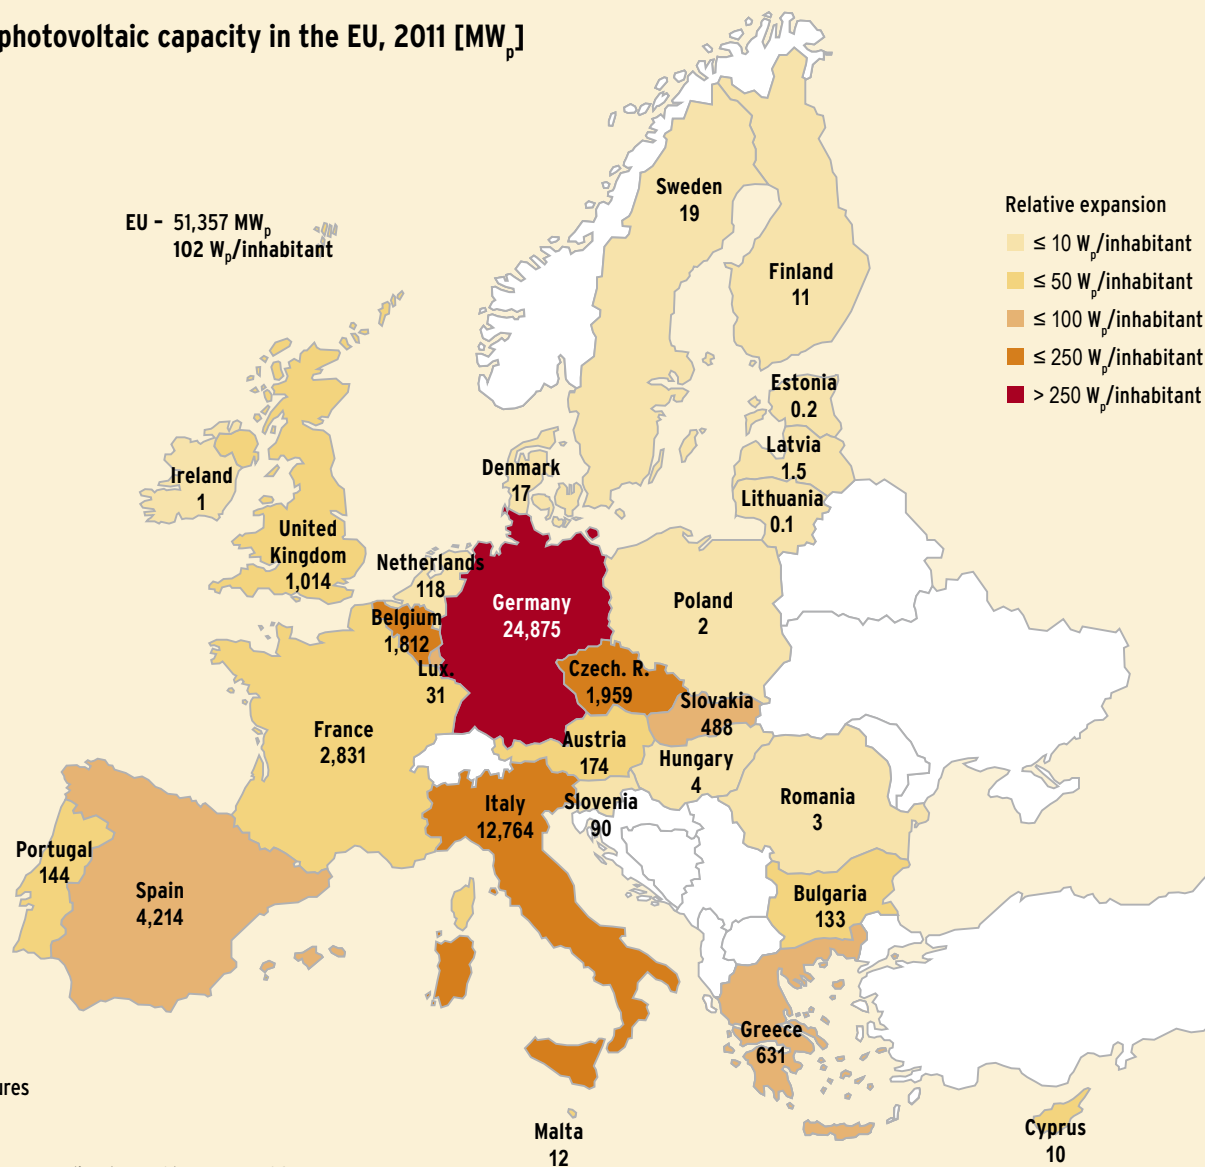 photovoltaic capacity in the EU, 2011 [MWp]
EU – 51,357 MWp
102 Wp/inhabitant
Relative expansion
≤ 10 Wp/inhabitant
≤ 50 Wp/inhabitant
≤ 100 Wp/inhabitant
≤ 250 Wp/inhabitant
> 250 Wp/inhabitant
Sweden
19
Finland
11
Estonia
0.2
Latvia
1.5
Lithuania
0.1
Denmark
17
Ireland
1
United
Kingdom
1,014
Netherlands
118
Belgium
1,812
Lux.
31
Germany
24,875
Poland
2
Czech. R.
1,959
Slovakia
488
France
2,831
Austria
174
Hungary
4
Slovenia
90
Italy
12,764
Romania
3
Portugal
144
Spain
4,214
Bulgaria
133
Greece
631
Malta
12
Cyprus
10
ures